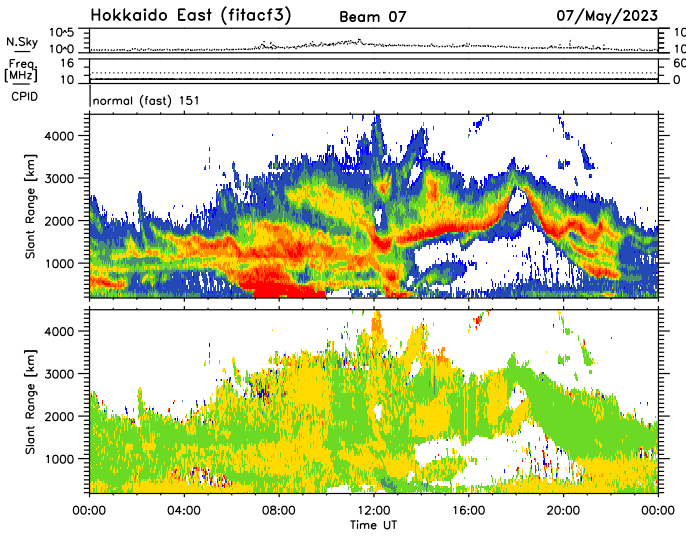 Hokkaido East (fitacf3) Beam 07 07/May/2023
N.Sky 10^5 10^0 10 10
Freq. [MHz] 16 10 60 0
CPID normal (fast) 151
Slant Range [km] 4000 3000 2000 1000
Slant Range [km] 4000 3000 2000 1000
00:00 04:00 08:00 12:00 16:00 20:00 00:00
Time UT